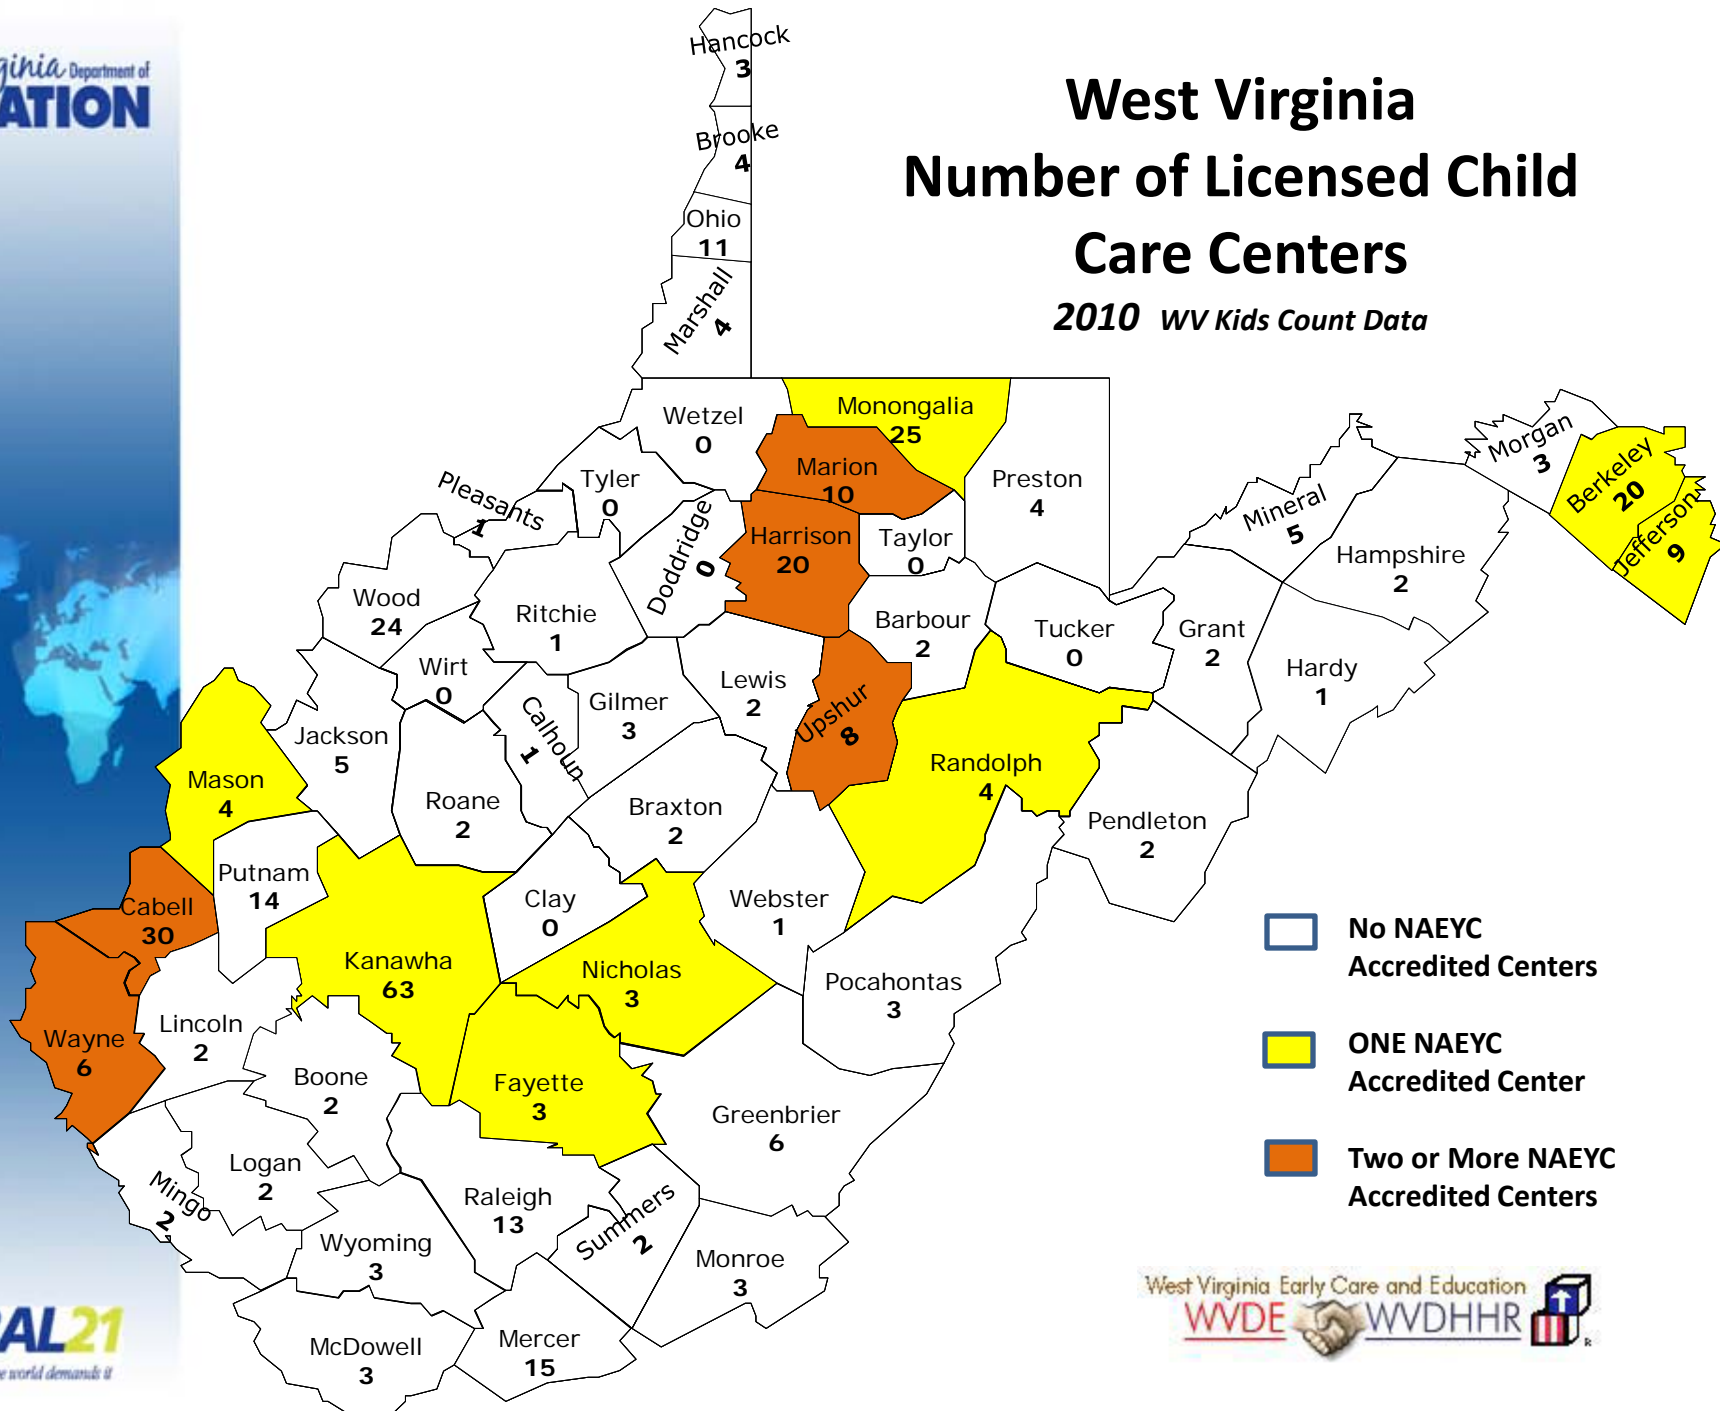 Department of
ATION
West Virginia
Number of Licensed Child
Care Centers
2010 WV Kids Count Data
Hancock
3
Brooke
4
Ohio
11
Marshall
4
Wetzel
0
Monongalia
25
Marion
10
Preston
4
Tyler
0
Pleasants
1
Doddridge
0
Harrison
20
Taylor
0
Mineral
5
Hampshire
2
Morgan
3
Berkeley
20
Jefferson
9
Wood
24
Ritchie
1
Barbour
2
Tucker
0
Grant
2
Hardy
1
Wirt
0
Calhoun
1
Gilmer
3
Lewis
2
Upshur
8
Jackson
5
Mason
4
Roane
2
Braxton
2
Randolph
4
Pendleton
2
Putnam
14
Cabell
30
Clay
0
Webster
1
Kanawha
63
Nicholas
3
Pocahontas
3
Wayne
6
Lincoln
2
Boone
2
Fayette
3
Greenbrier
6
Logan
2
Mingo
2
Raleigh
13
Summers
2
Wyoming
3
Monroe
3
McDowell
3
Mercer
15
No NAEYC
Accredited Centers
ONE NAEYC
Accredited Center
Two or More NAEYC
Accredited Centers
West Virginia Early Care and Education
WVDE WVDHHR
AL21
world demands it